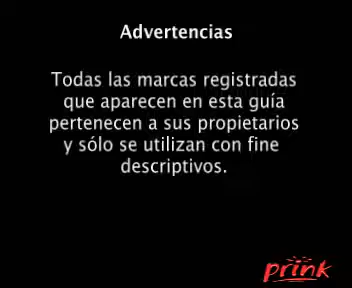 Advertencias
Todas las marcas registradas
que aparecen en esta guía
pertenecen a sus propietarios
y sólo se utilizan con fine
descriptivos.
prink